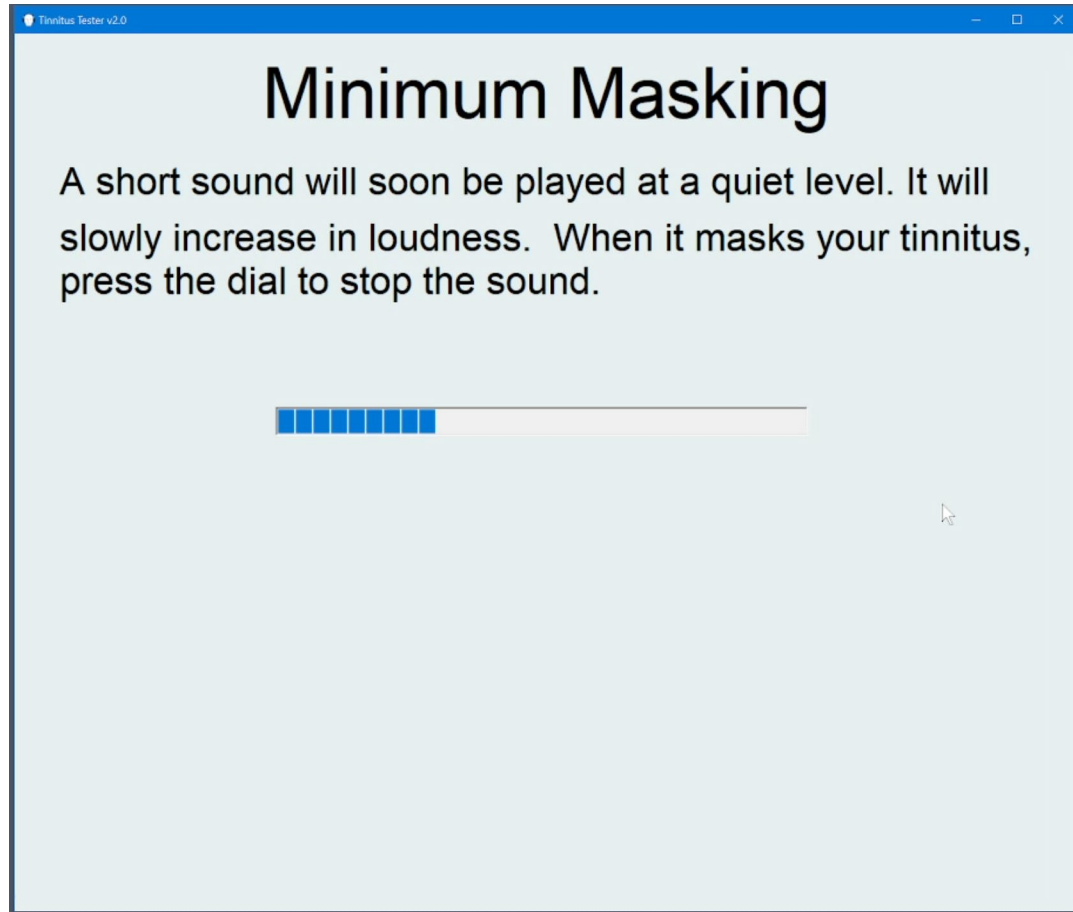 Tinnitus Tester v2.0
Minimum Masking
A short sound will soon be played at a quiet level. It will
slowly increase in loudness.  When it masks your tinnitus,
press the dial to stop the sound.